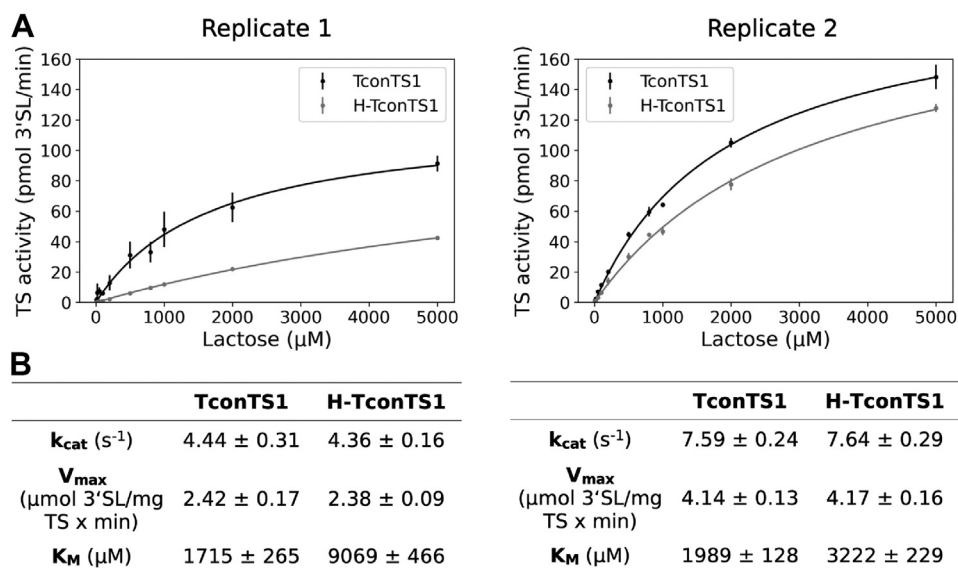 A
Replicate 1
Replicate 2
TS activity (pmol 3'SL/min)
160
140
120
100
80
60
40
20
0
TconTS1
H-TconTS1
0 1000 2000 3000 4000 5000
Lactose (µM)
TS activity (pmol 3'SL/min)
160
140
120
100
80
60
40
20
0
TconTS1
H-TconTS1
0 1000 2000 3000 4000 5000
Lactose (µM)
B
TconTS1 H-TconTS1
kcat (s-1) 4.44 ± 0.31 4.36 ± 0.16
Vmax
(µmol 3‘SL/mg 2.42 ± 0.17 2.38 ± 0.09
TS x min)
KM (µM) 1715 ± 265 9069 ± 466
TconTS1 H-TconTS1
kcat (s-1) 7.59 ± 0.24 7.64 ± 0.29
Vmax
(µmol 3‘SL/mg 4.14 ± 0.13 4.17 ± 0.16
TS x min)
KM (µM) 1989 ± 128 3222 ± 229